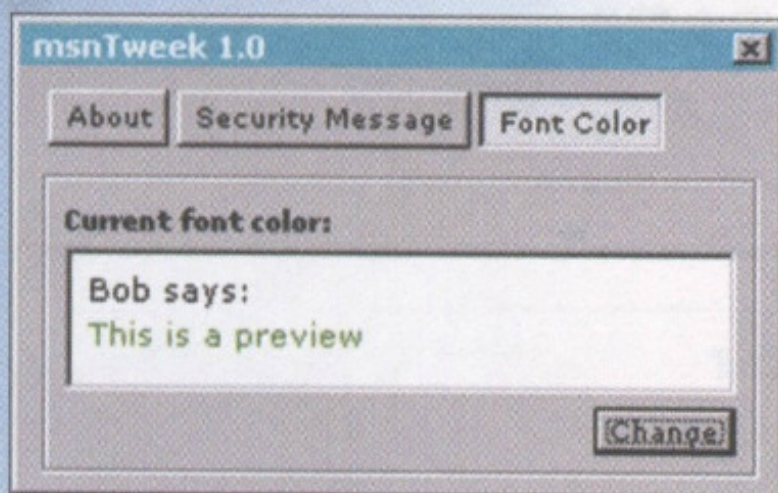 msnTweek 1.0
About Security Message Font Color
Current font color:
Bob says:
This is a preview
Change